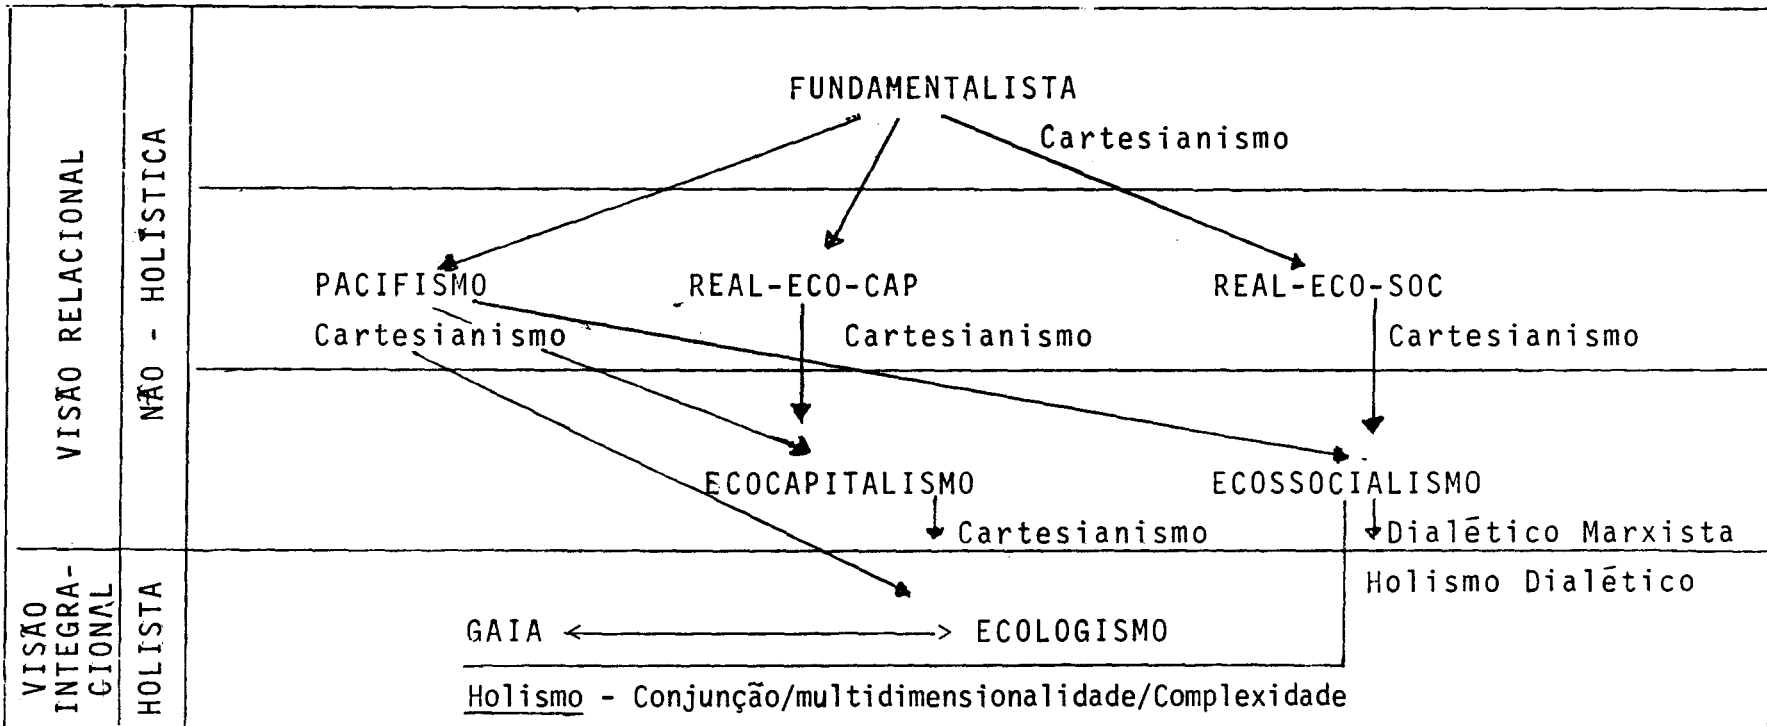 VISÃO RELACIONAL
NÃO - HOLÍSTICA
FUNDAMENTALISTA
Cartesianismo
PACIFISMO
REAL-ECO-CAP
REAL-ECO-SOC
Cartesianismo
Cartesianismo
Cartesianismo
ECOCAPITALISMO
ECOSSOCIALISMO
Cartesianismo
Dialético Marxista
VISÃO
INTEGRA-
CIONAL
HOLISTA
Holismo Dialético
GAIA
ECOLOGISMO
Holismo - Conjunção/multidimensionalidade/Complexidade